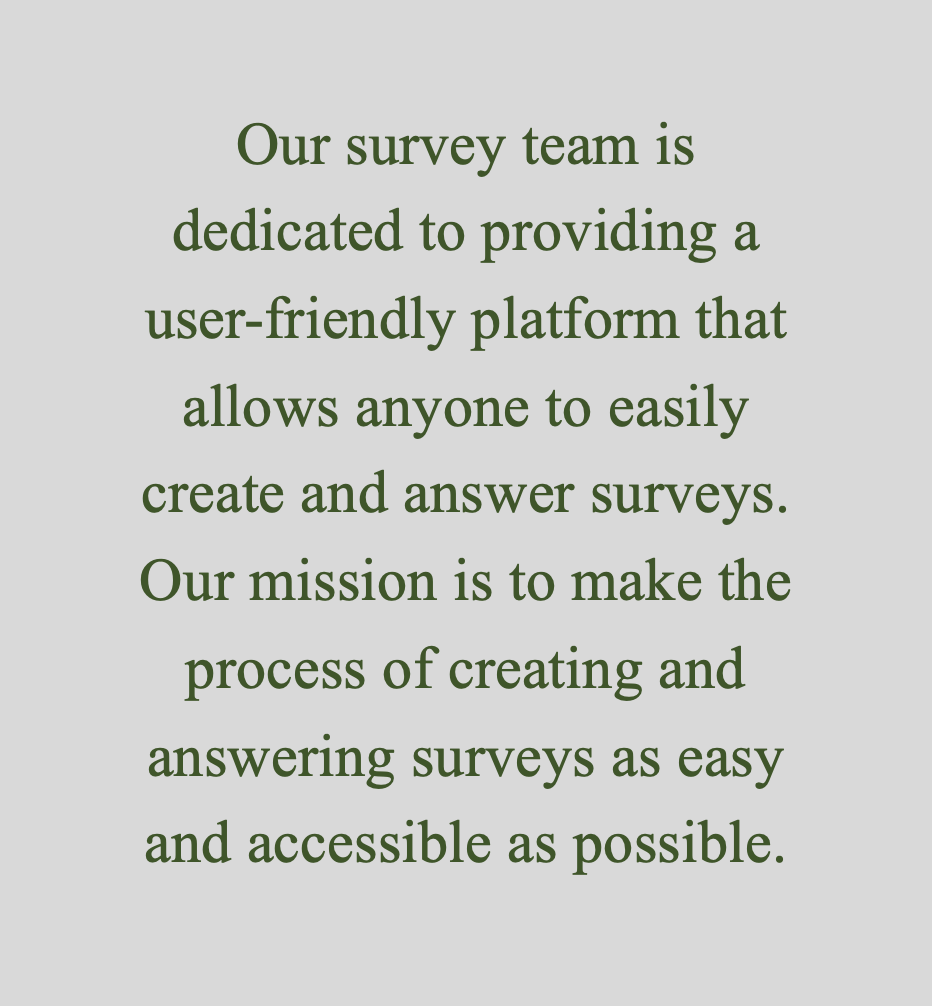 Our survey team is
dedicated to providing a
user-friendly platform that
allows anyone to easily
create and answer surveys.
Our mission is to make the
process of creating and
answering surveys as easy
and accessible as possible.